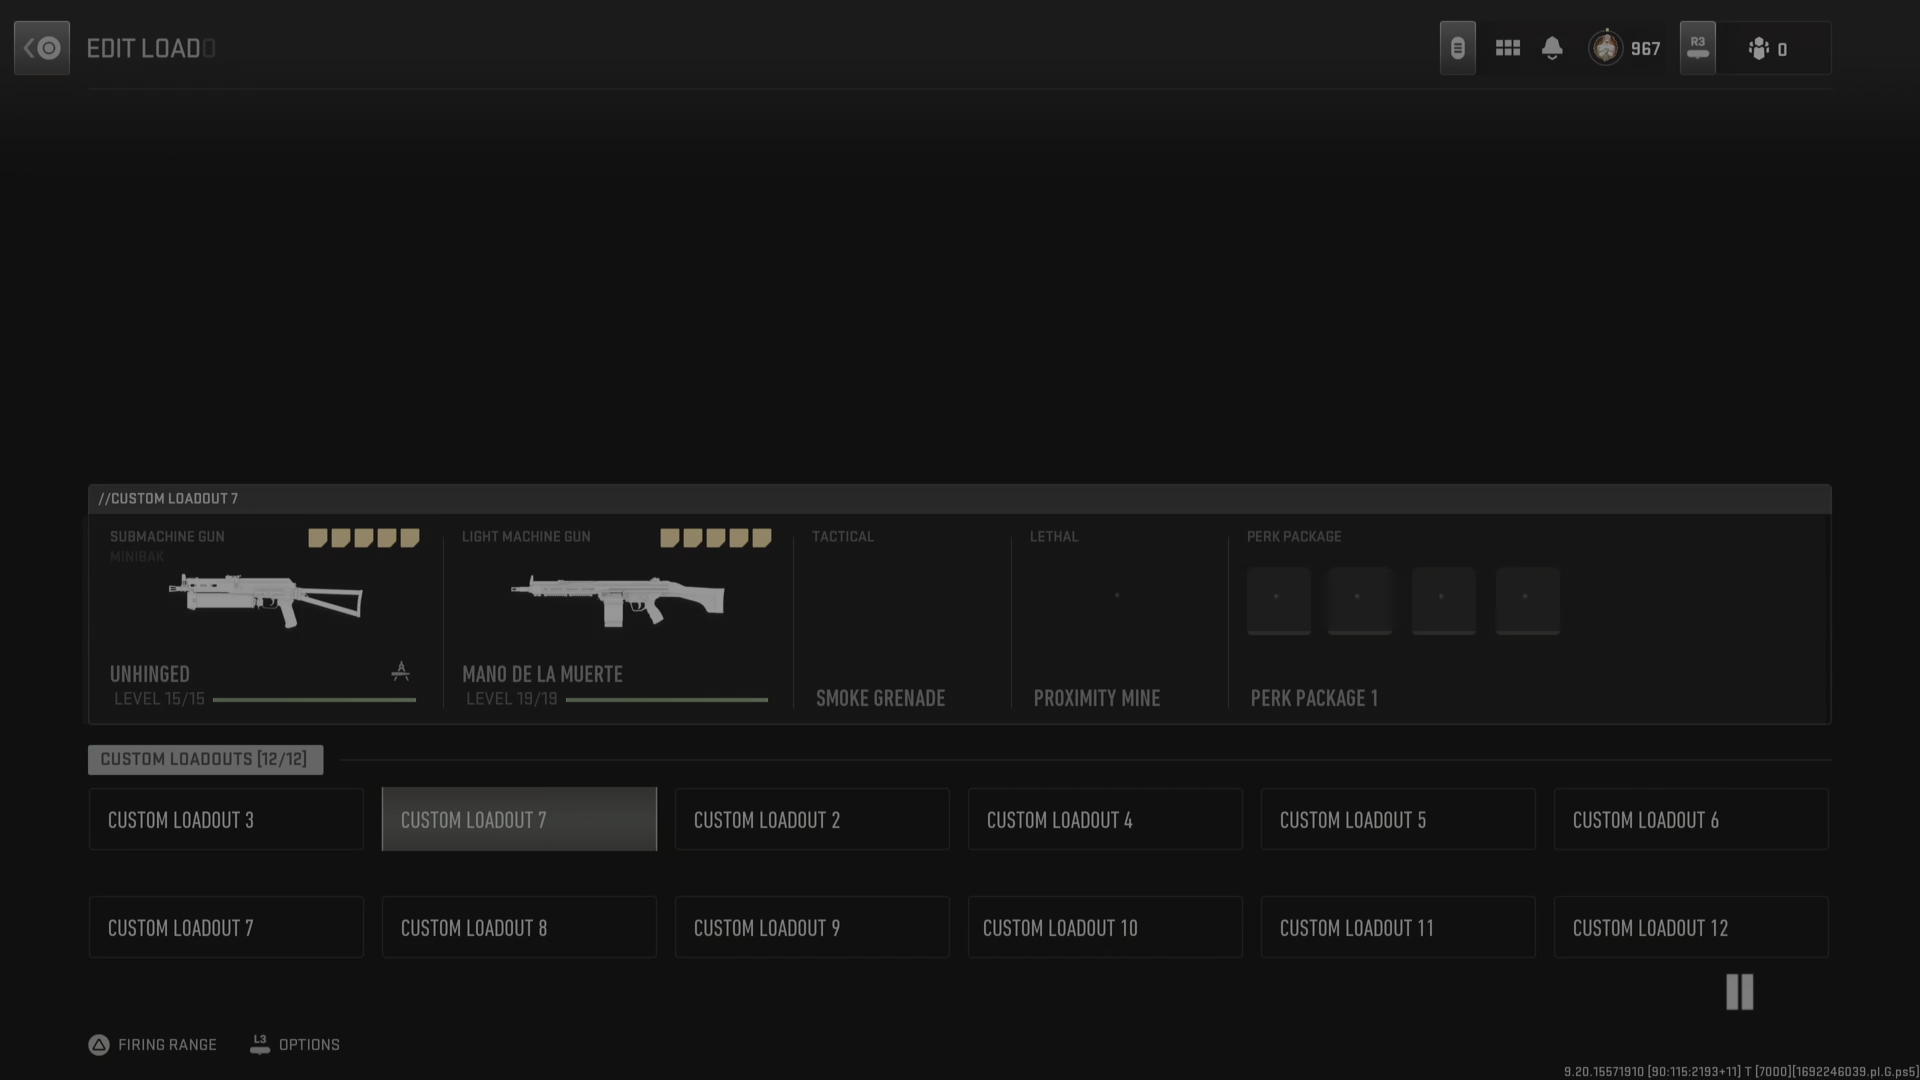 EDIT LOADO
967
R3
0
//CUSTOM LOADOUT 7
SUBMACHINE GUN
MINIBAK
UNHINGED
LEVEL 15/15
LIGHT MACHINE GUN
MANO DE LA MUERTE
LEVEL 19/19
TACTICAL
SMOKE GRENADE
LETHAL
PROXIMITY MINE
PERK PACKAGE
PERK PACKAGE 1
CUSTOM LOADOUTS [12/12]
CUSTOM LOADOUT 3
CUSTOM LOADOUT 7
CUSTOM LOADOUT 2
CUSTOM LOADOUT 4
CUSTOM LOADOUT 5
CUSTOM LOADOUT 6
CUSTOM LOADOUT 7
CUSTOM LOADOUT 8
CUSTOM LOADOUT 9
CUSTOM LOADOUT 10
CUSTOM LOADOUT 11
CUSTOM LOADOUT 12
FIRING RANGE
L3
OPTIONS
9.20.15571910 [90:115:2193+11] T [7000][1692246039.pl.G.ps5]